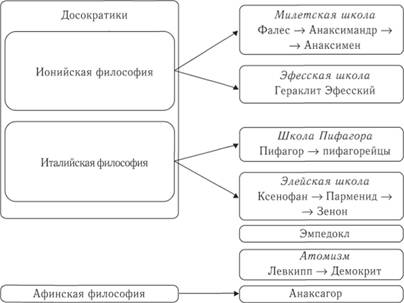 Досократики
Ионийская философия
Италийская философия
Афинская философия
Милетская школа
Фалес → Анаксимандр →
→ Анаксимен
Эфесская школа
Гераклит Эфесский
Школа Пифагора
Пифагор → пифагорейцы
Элейская школа
Ксенофан → Парменид →
→ Зенон
Эмпедокл
Атомизм
Левкипп → Демокрит
Анаксагор